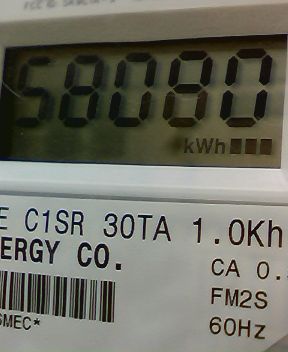 58080
kWh
E C1SR 30TA 1.0Kh
ERGY CO.
CA 0.
FM2S
SMEC*
60Hz